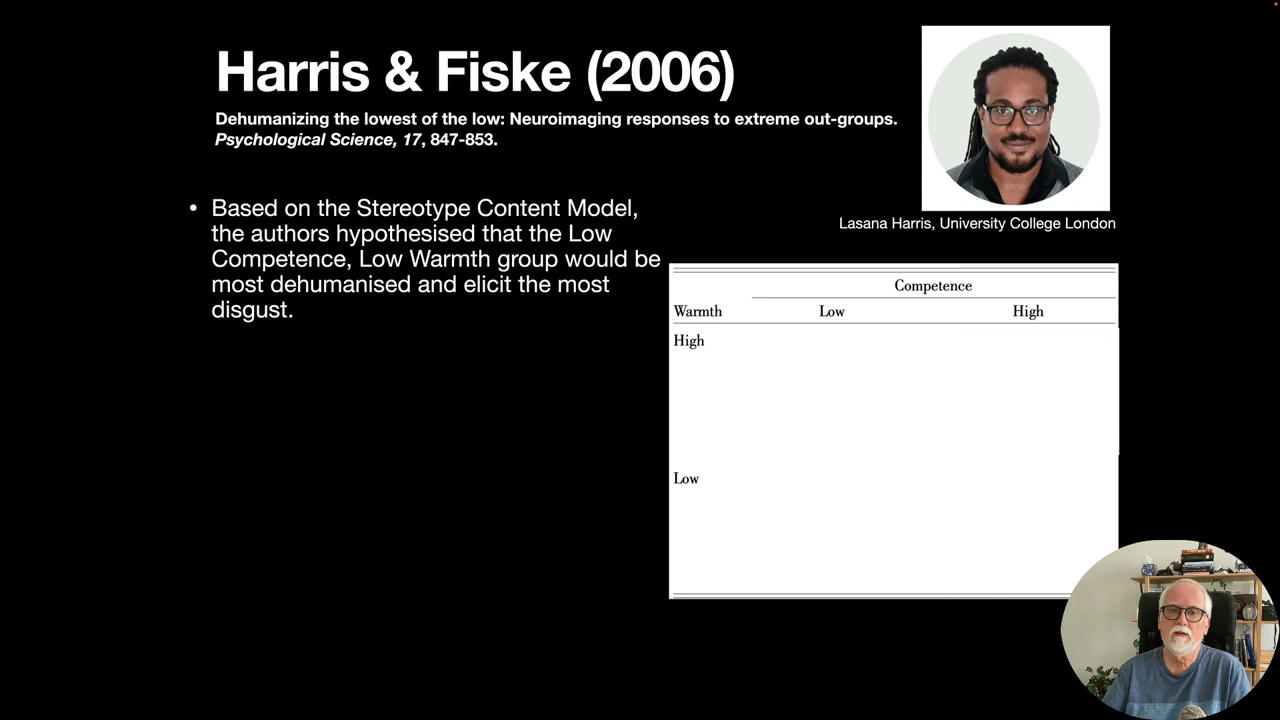 Harris & Fiske (2006)
Dehumanizing the lowest of the low: Neuroimaging responses to extreme out-groups.
Psychological Science, 17, 847-853.
Lasana Harris, University College London
• Based on the Stereotype Content Model,
the authors hypothesised that the Low
Competence, Low Warmth group would be
most dehumanised and elicit the most
disgust.
Competence
Warmth Low High
High
Low